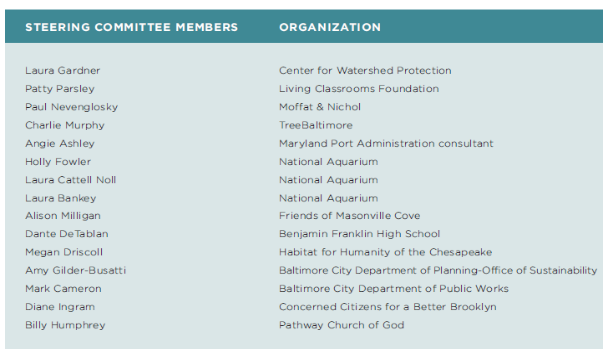 STEERING COMMITTEE MEMBERS ORGANIZATION
Laura Gardner Center for Watershed Protection
Patty Parsley Living Classrooms Foundation
Paul Nevenglosky Moffat & Nichol
Charlie Murphy TreeBaltimore
Angie Ashley Maryland Port Administration consultant
Holly Fowler National Aquarium
Laura Cattell Noll National Aquarium
Laura Bankey National Aquarium
Alison Milligan Friends of Masonville Cove
Dante DeTablan Benjamin Franklin High School
Megan Driscoll Habitat for Humanity of the Chesapeake
Amy Gilder-Busatti Baltimore City Department of Planning-Office of Sustainability
Mark Cameron Baltimore City Department of Public Works
Diane Ingram Concerned Citizens for a Better Brooklyn
Billy Humphrey Pathway Church of God